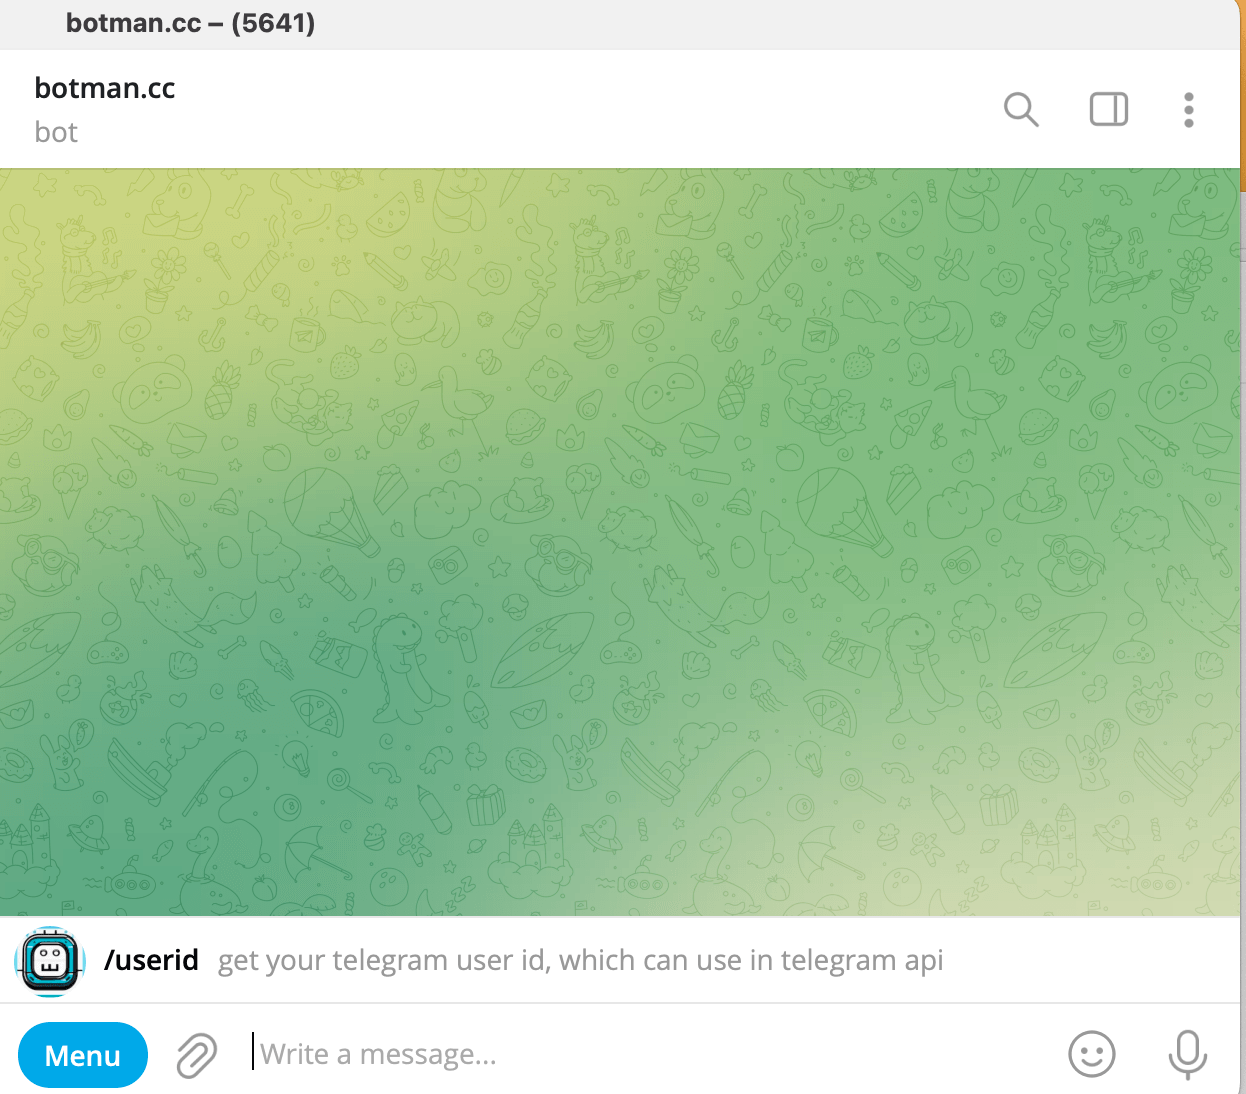 botman.cc – (5641)
botman.cc
bot
/userid get your telegram user id, which can use in telegram api
Menu Write a message...